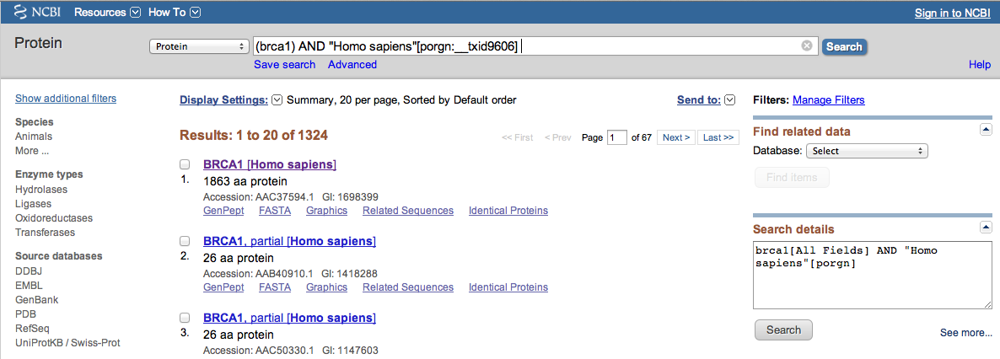 NCBI Resources How To Sign in to NCBI
Protein Protein (brca1) AND "Homo sapiens"[porgn:__txid9606] Search
Save search Advanced Help
Show additional filters
Species
Animals
More ...
Enzyme types
Hydrolases
Ligases
Oxidoreductases
Transferases
Source databases
DDBJ
EMBL
GenBank
PDB
RefSeq
UniProtKB / Swiss-Prot
Display Settings: Summary, 20 per page, Sorted by Default order Send to:
Results: 1 to 20 of 1324 << First < Prev Page 1 of 67 Next > Last >>
BRCA1 [Homo sapiens]
1. 1863 aa protein
Accession: AAC37594.1 GI: 1698399
GenPept FASTA Graphics Related Sequences Identical Proteins
BRCA1, partial [Homo sapiens]
2. 26 aa protein
Accession: AAB40910.1 GI: 1418288
GenPept FASTA Graphics Related Sequences Identical Proteins
BRCA1, partial [Homo sapiens]
3. 26 aa protein
Accession: AAC50330.1 GI: 1147603
Filters: Manage Filters
Find related data
Database: Select
Find items
Search details
brca1[All Fields] AND "Homo
sapiens"[porgn]
Search See more...